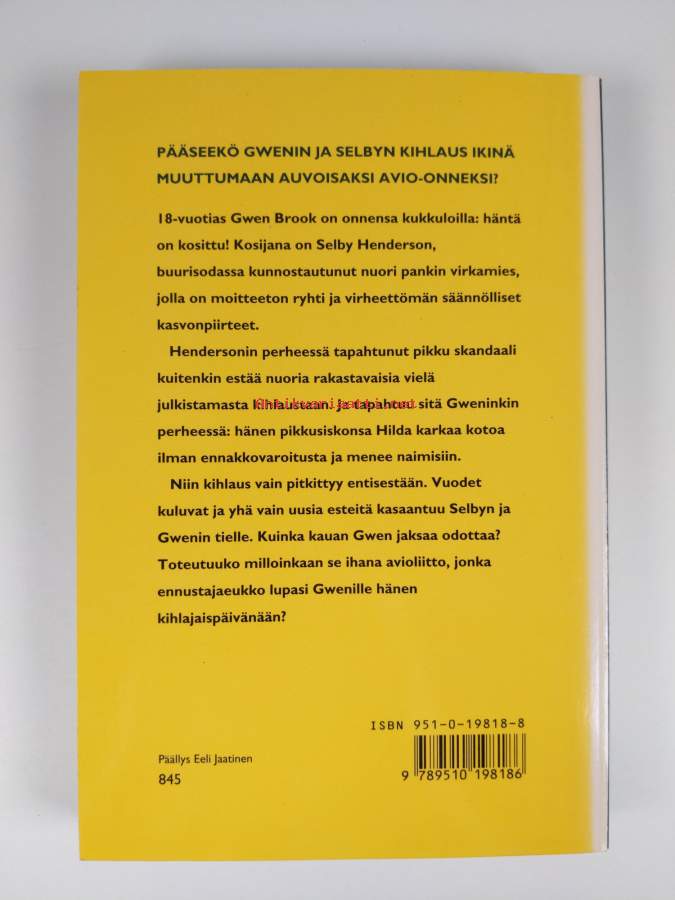 PÄÄSEEKÖ GWENIN JA SELBYN KIHLAUS IKINÄ
MUUTTUMAAN AUVOISAKSI AVIO-ONNEKSI?
18-vuotias Gwen Brook on onnensa kukkuloilla: häntä
on kosittu! Kosijana on Selby Henderson,
buurisodassa kunnostautunut nuori pankin virkamies,
jolla on moitteeton ryhti ja virheettömän säännölliset
kasvonpiirteet.
Hendersonin perheessä tapahtunut pikku skandaali
kuitenkin estää nuoria rakastavaisia vielä
julkistamasta kihlaustaan. Ja tapahtuu sitä Gweninkin
Antikvariaatti.net
perheessä: hänen pikkusiskonsa Hilda karkaa kotoa
ilman ennakkovaroitusta ja menee naimisiin.
Niin kihlaus vain pitkittyy entisestään. Vuodet
kuluvat ja yhä vain uusia esteitä kasaantuu Selbyn ja
Gwenin tielle. Kuinka kauan Gwen jaksaa odottaa?
Toteutuuko milloinkaan se ihana avioliitto, jonka
ennustajaeukko lupasi Gwenille hänen
kihlajaispäivänään?
ISBN 951-0-19818-8
9 789510 198186
Päällys Eeli Jaatinen
845